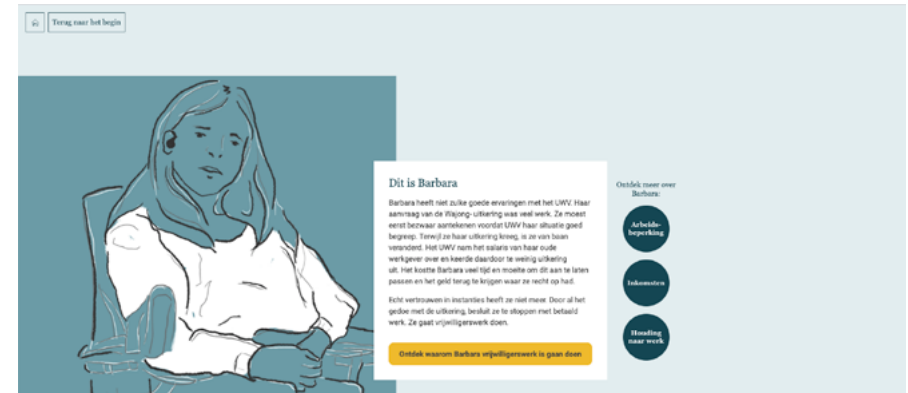 Terug naar het begin
Dit is Barbara
Barbara heeft niet zulke goede ervaringen met het UWV. Haar
aanvraag van de Wajong- uitkering was veel werk. Ze moest
eerst bezwaar aantekenen voordat UWV haar situatie goed
begreep. Terwijl ze haar uitkering kreeg, is ze van baan
veranderd. Het UWV nam het salaris van haar oude
werkgever over en keerde daardoor te weinig uitkering
uit. Het kostte Barbara veel tijd en moeite om dit aan te laten
passen en het geld terug te krijgen waar ze recht op had.
Echt vertrouwen in instanties heeft ze niet meer. Door al het
gedoe met de uitkering, besluit ze te stoppen met betaald
werk. Ze gaat vrijwilligerswerk doen.
Ontdek waarom Barbara vrijwilligerswerk is gaan doen
Ontdek meer over
Barbara:
Arbeids-
beperking
Inkomsten
Houding
naar werk